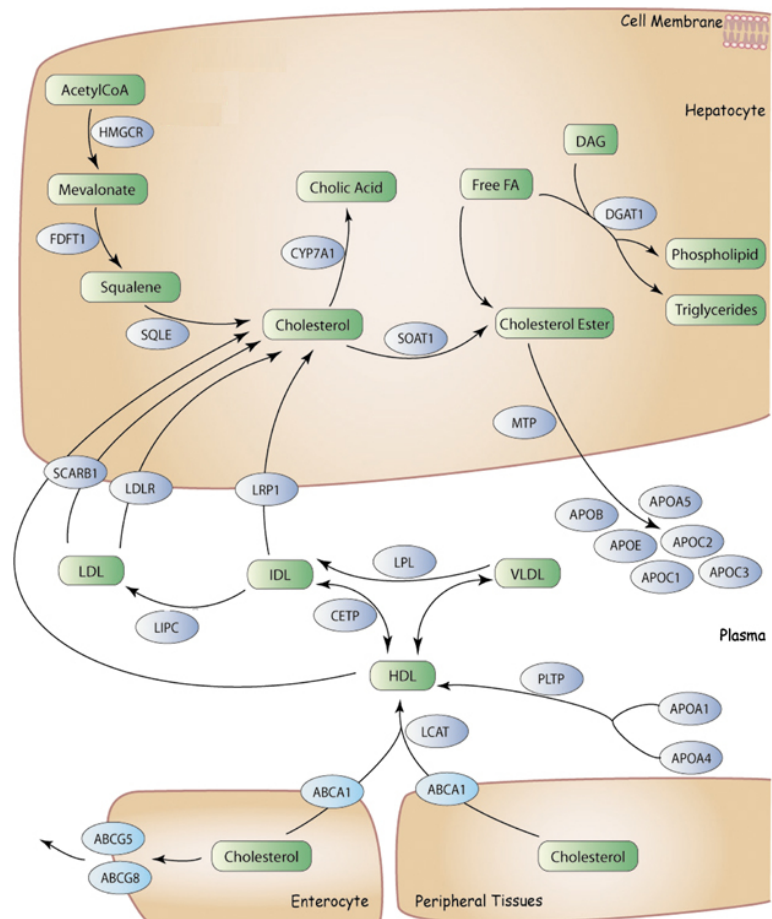 Cell Membrane
AcetylCoA
HMGCR
Hepatocyte
DAG
Mevalonate
Cholic Acid
Free FA
DGAT1
FDFT1
CYP7A1
Phospholipid
Squalene
Triglycerides
SQLE
Cholesterol
SOAT1
Cholesterol Ester
MTP
SCARB1
LDLR
LRP1
APOA5
APOB
APOE
APOC2
APOC1
APOC3
LDL
IDL
LPL
VLDL
LIPC
CETP
Plasma
HDL
PLTP
APOA1
LCAT
APOA4
ABCA1
ABCA1
ABCG5
Cholesterol
Cholesterol
ABCG8
Enterocyte
Peripheral Tissues